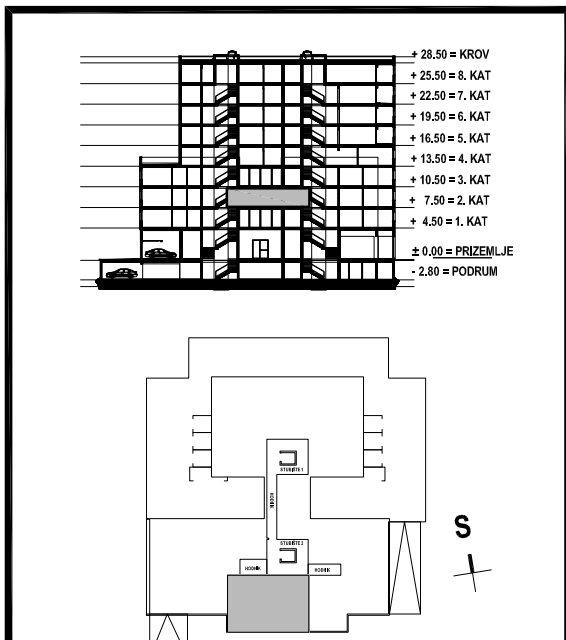 + 28.50 = KROV
+ 25.50 = 8. KAT
+ 22.50 = 7. KAT
+ 19.50 = 6. KAT
+ 16.50 = 5. KAT
+ 13.50 = 4. KAT
+ 10.50 = 3. KAT
+ 7.50 = 2. KAT
+ 4.50 = 1. KAT
± 0.00 = PRIZEMLJE
- 2.80 = PODRUM
STUBIŠTE 1
HODNIK
STUBIŠTE 2
HODNIK
HODNIK
S